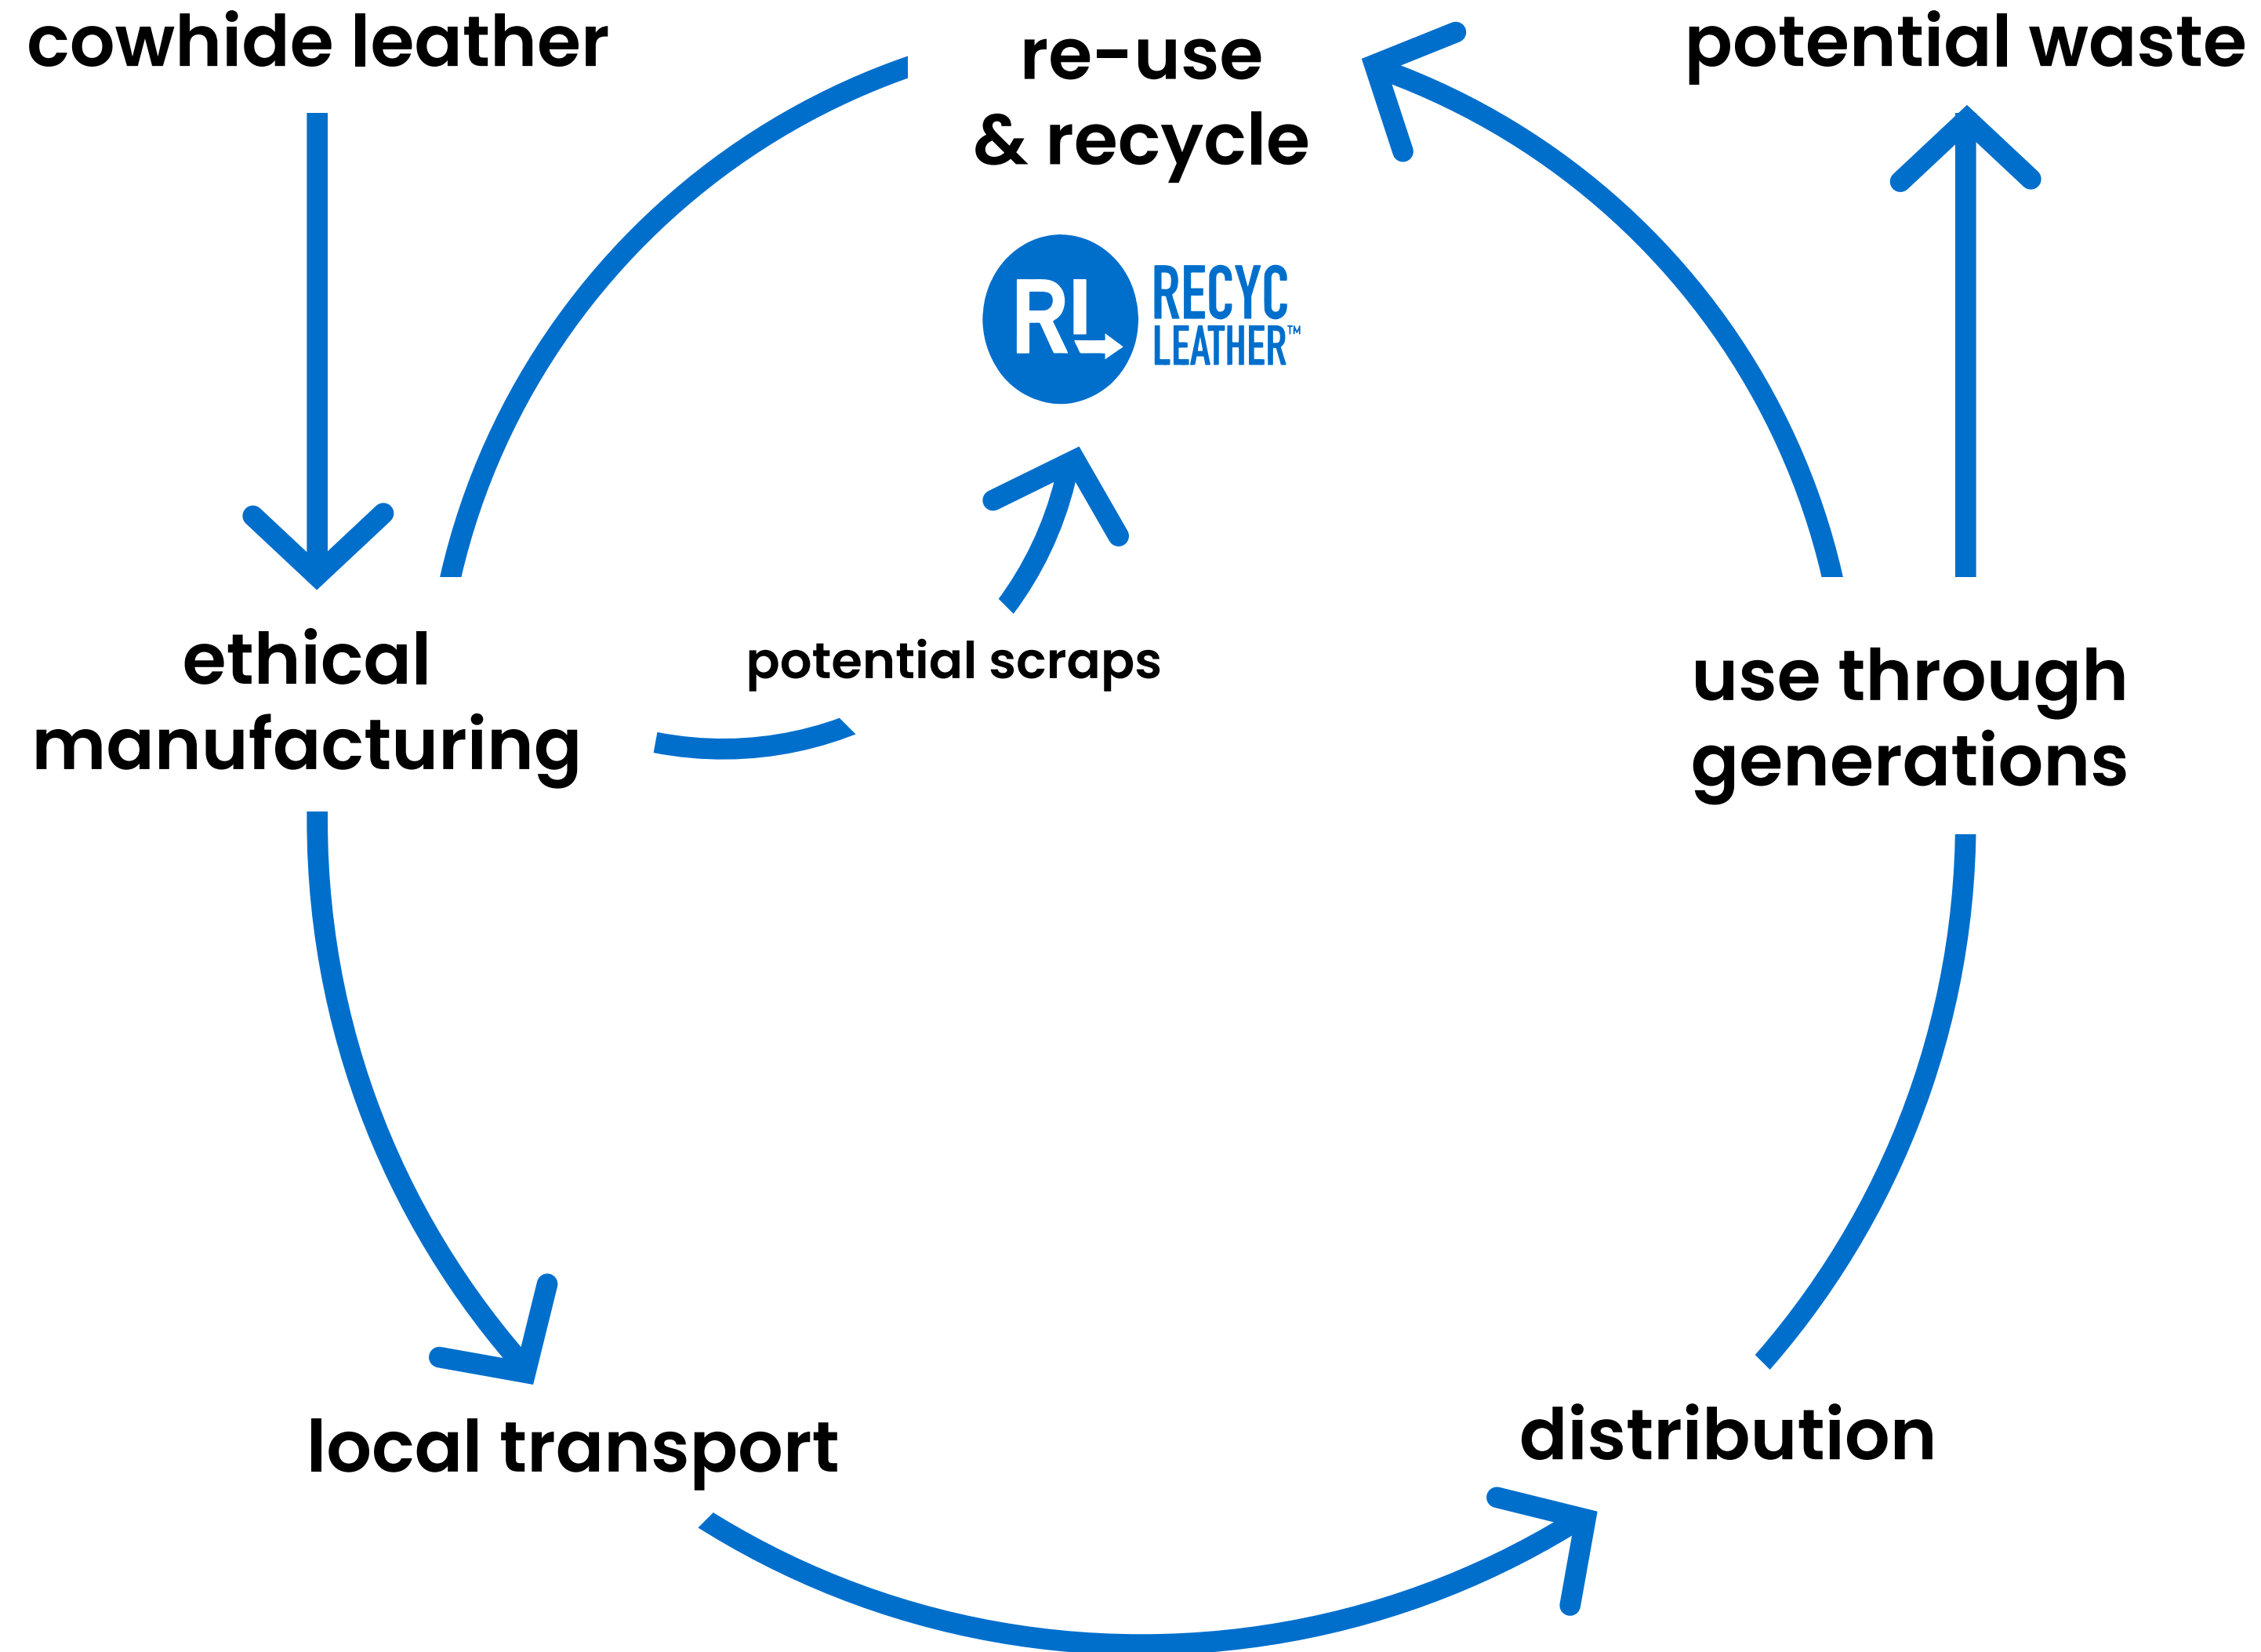 cowhide leather
re-use
& recycle
potential waste
RL
RECYC
LEATHER™
ethical
manufacturing
potential scraps
use through
generations
local transport
distribution